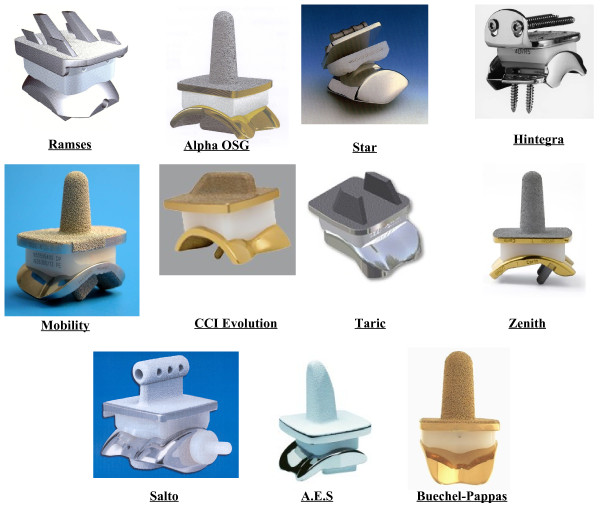 Ramses
Alpha OSG
Star
Hintegra
Mobility
CCI Evolution
Taric
Zenith
Salto
A.E.S
Buechel-Pappas